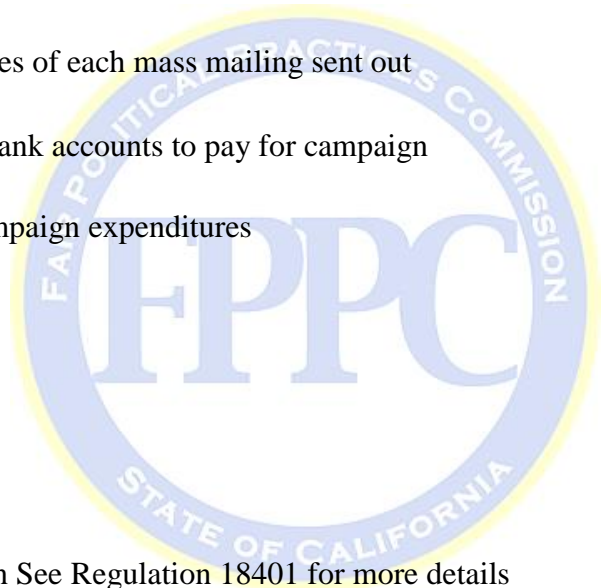 es of each mass mailing sent out
ank accounts to pay for campaign
npaign expenditures
FAIR POLITICAL PRACTICES COMMISSION
FPPC
STATE OF CALIFORNIA
n See Regulation 18401 for more details